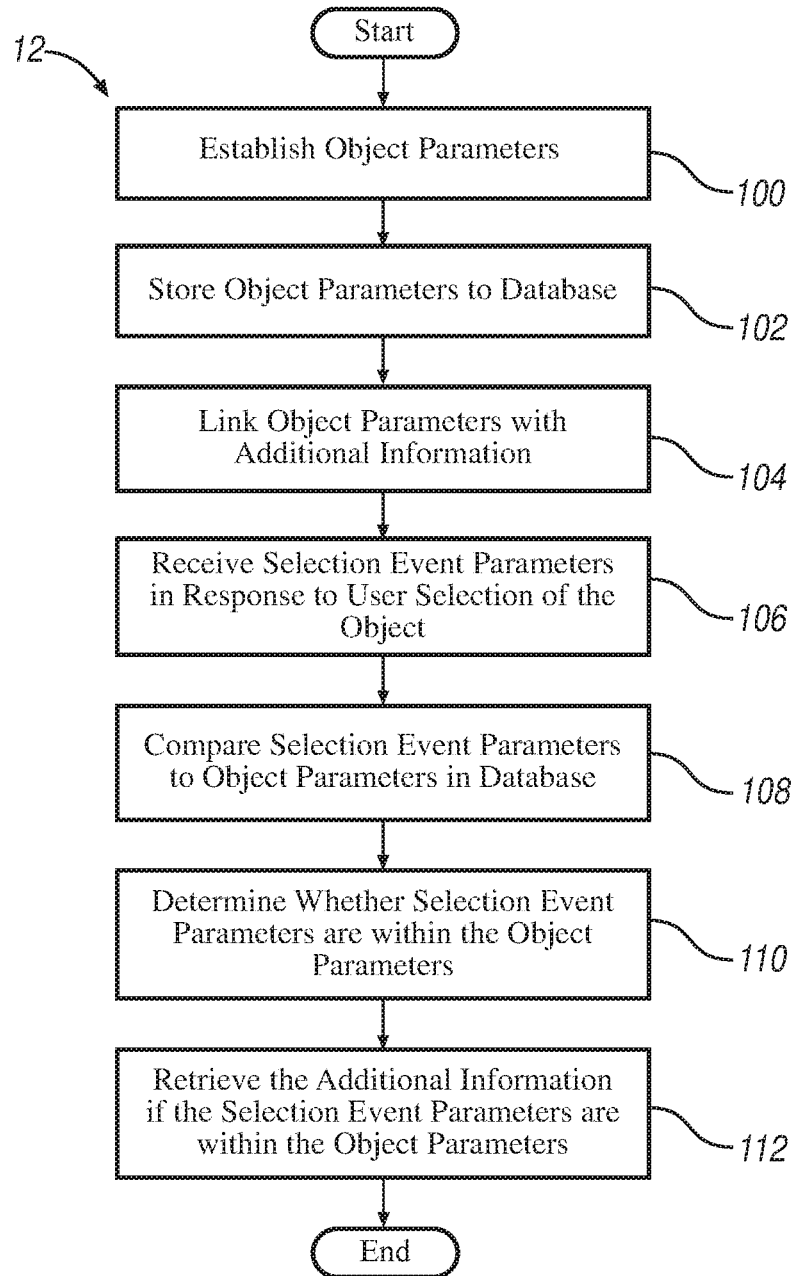 Start
12
Establish Object Parameters
100
Store Object Parameters to Database
102
Link Object Parameters with
Additional Information
104
Receive Selection Event Parameters
in Response to User Selection of the
Object
106
Compare Selection Event Parameters
to Object Parameters in Database
108
Determine Whether Selection Event
Parameters are within the Object
Parameters
110
Retrieve the Additional Information
if the Selection Event Parameters are
within the Object Parameters
112
End